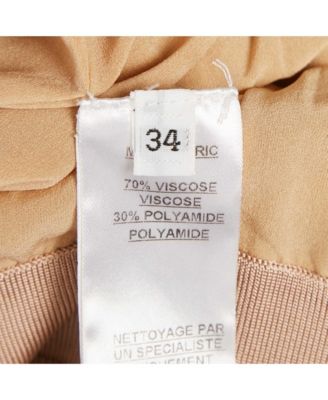 34
70% VISCOSE
VISCOSE
30% POLYAMIDE
POLYAMIDE
NETTOYAGE PAR
UN SPECIALISTE